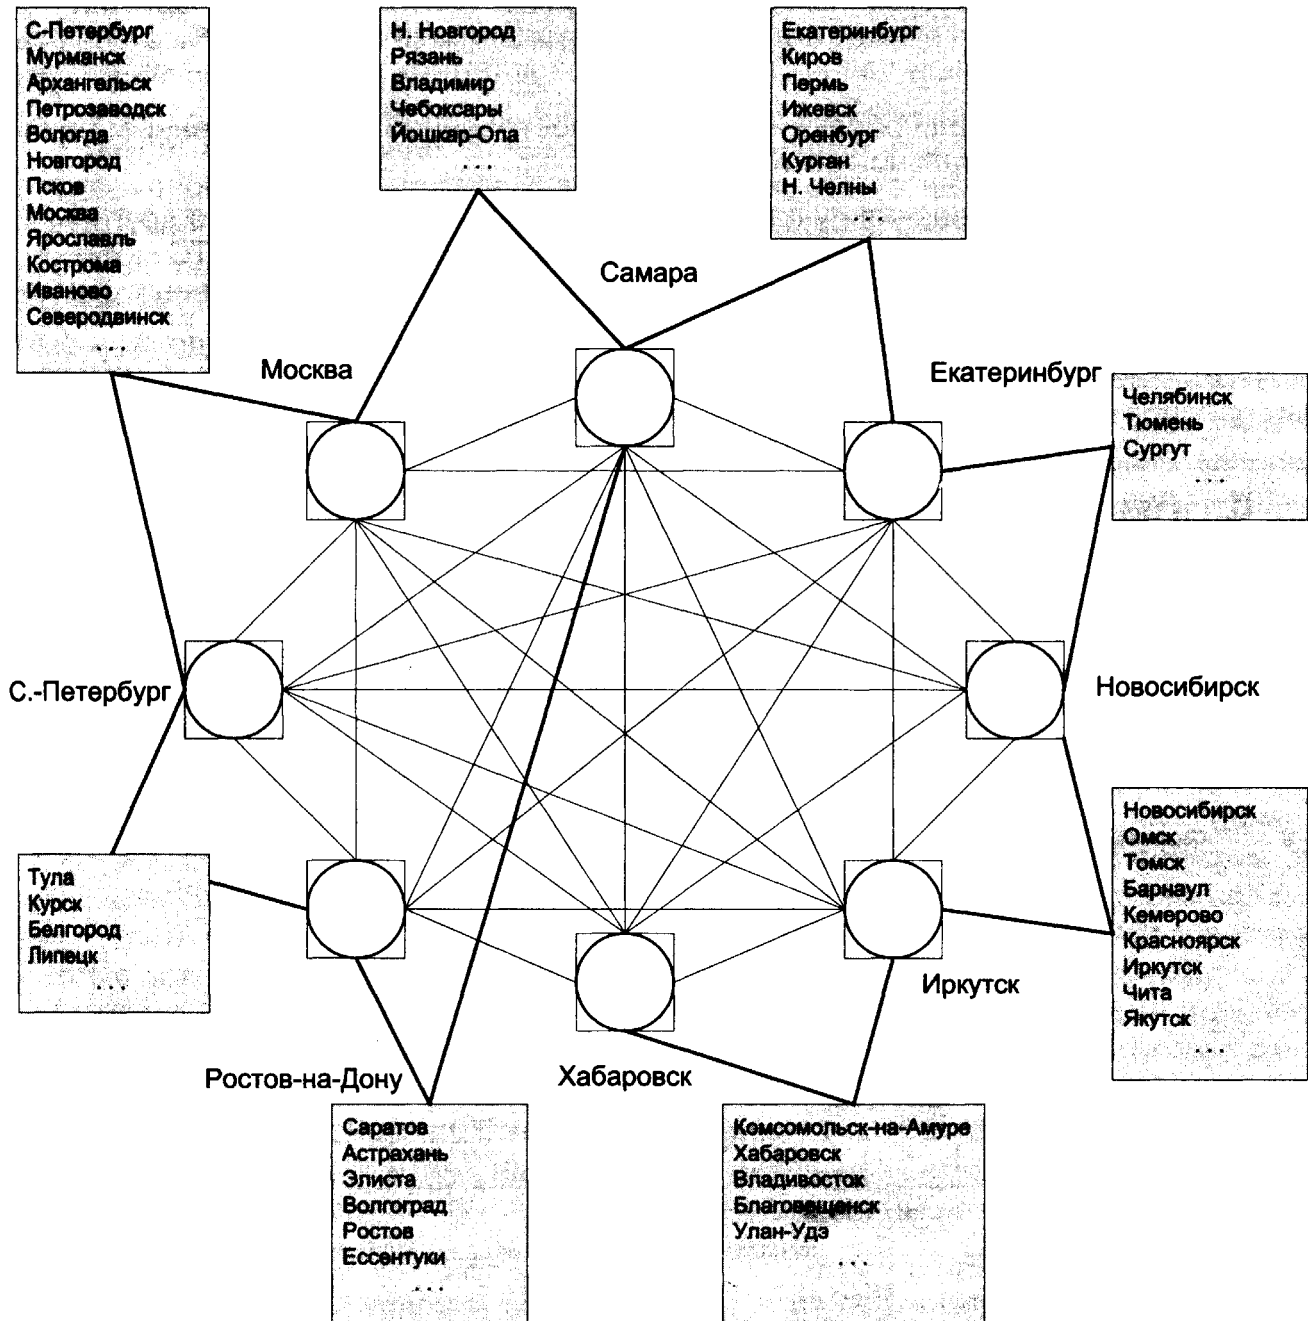 С-Петербург
Мурманск
Архангельск
Петрозаводск
Вологда
Новгород
Псков
Москва
Ярославль
Кострома
Иваново
Северодвинск
...
Н. Новгород
Рязань
Владимир
Чебоксары
Йошкар-Ола
...
Екатеринбург
Киров
Пермь
Ижевск
Оренбург
Курган
Н. Челны
...
Самара
Москва
Екатеринбург
Челябинск
Тюмень
Сургут
...
С.-Петербург
Новосибирск
Тула
Курск
Белгород
Липецк
...
Новосибирск
Омск
Томск
Барнаул
Кемерово
Красноярск
Иркутск
Чита
Якутск
...
Иркутск
Ростов-на-Дону
Хабаровск
Саратов
Астрахань
Элиста
Волгоград
Ростов
Ессентуки
...
Комсомольск-на-Амуре
Хабаровск
Владивосток
Благовещенск
Улан-Удэ
...